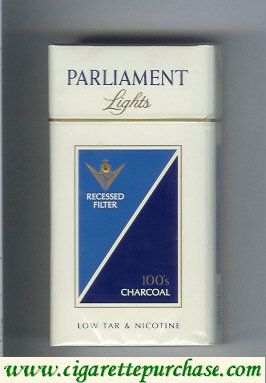 PARLIAMENT
Lights
RECESSED
FILTER
100's
CHARCOAL
LOW TAR & NICOTINE
www.cigarettepurchase.com